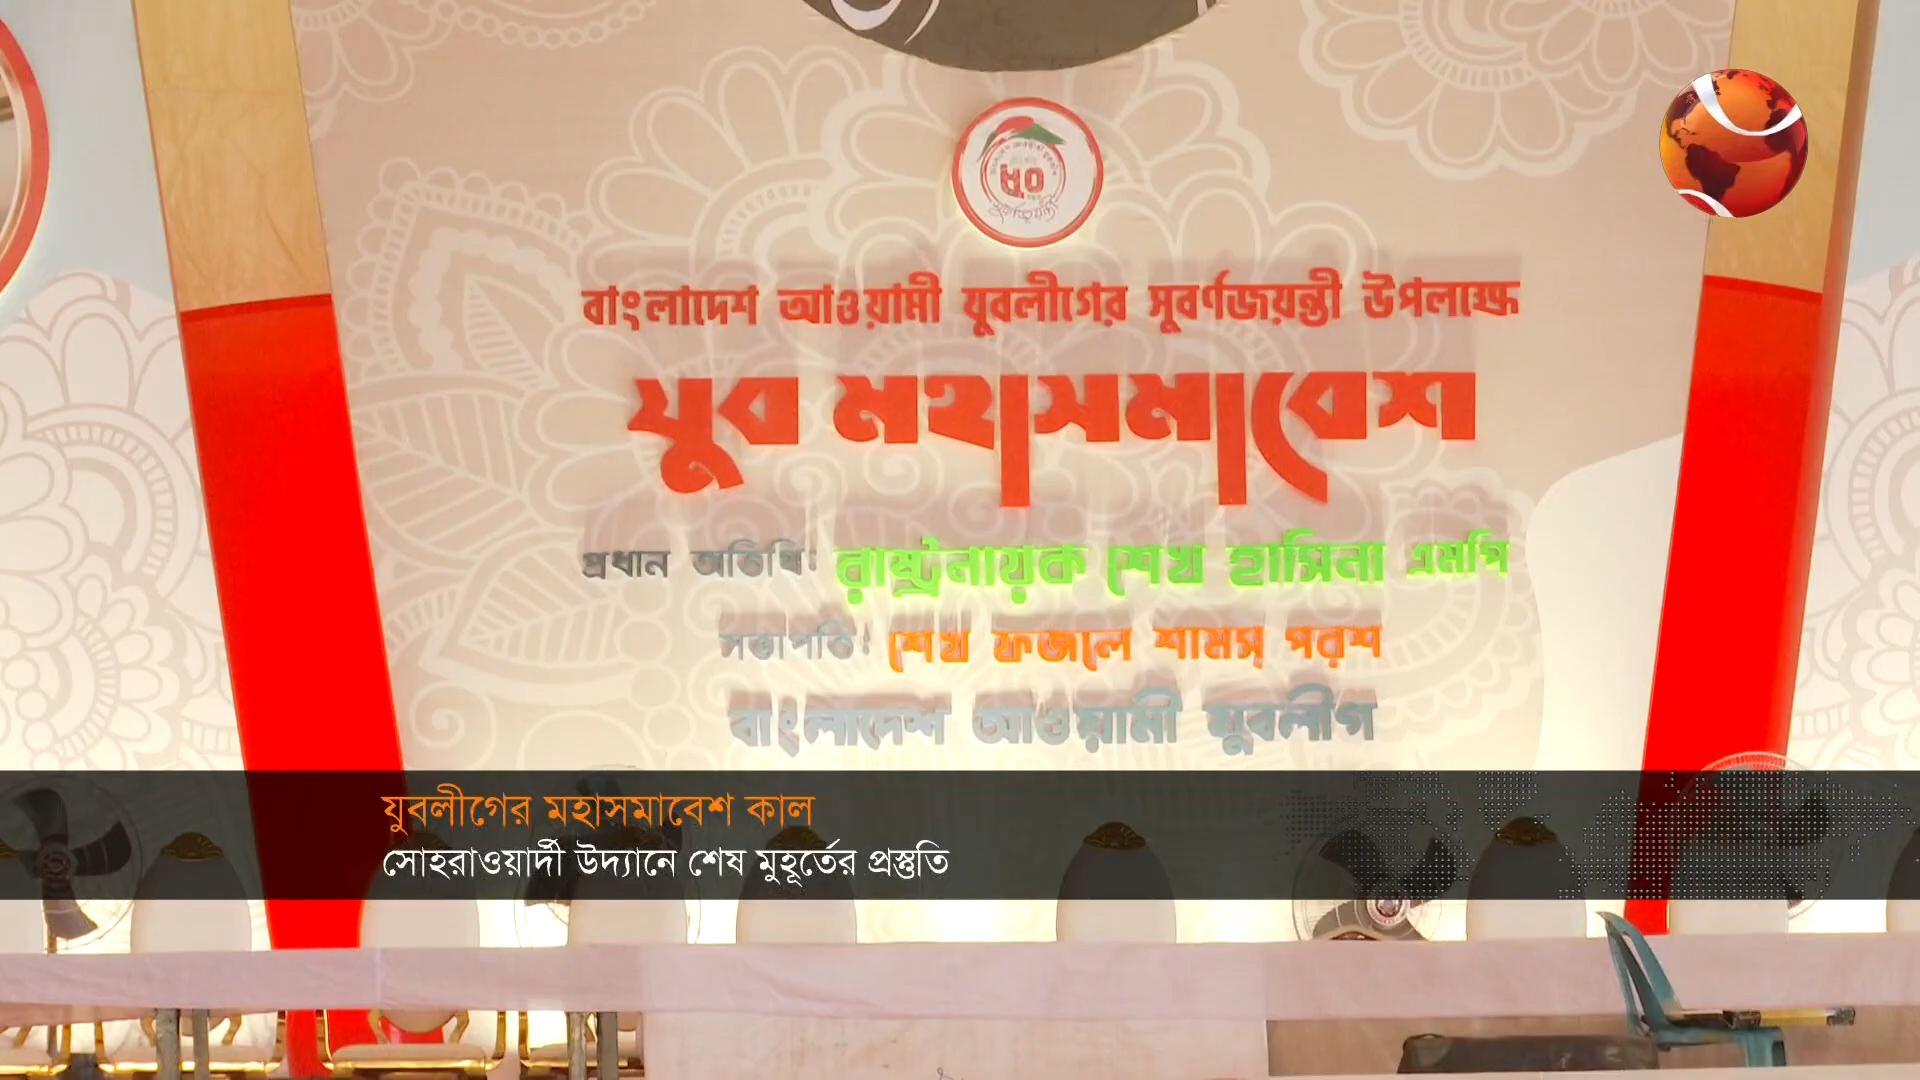 ৫০
বাংলাদেশ আওয়ামী যুবলীগের সুবর্ণজয়ন্তী উপলক্ষে
যুব মহাসমাবেশ
প্রধান অতিথি: রাষ্ট্রনায়ক শেখ হাসিনা এমপি
সভাপতি: শেখ ফজলে শামস্ পরশ
বাংলাদেশ আওয়ামী যুবলীগ
যুবলীগের মহাসমাবেশ কাল
সোহরাওয়ার্দী উদ্যানে শেষ মুহূর্তের প্রস্তুতি